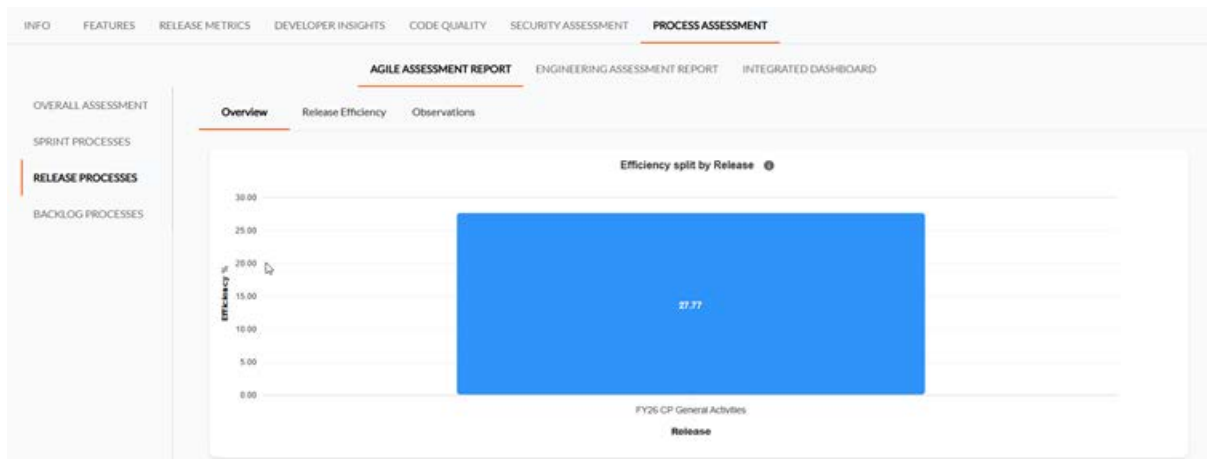 INFO FEATURES RELEASE METRICS DEVELOPER INSIGHTS CODE QUALITY SECURITY ASSESSMENT PROCESS ASSESSMENT
AGILE ASSESSMENT REPORT ENGINEERING ASSESSMENT REPORT INTEGRATED DASHBOARD
OVERALL ASSESSMENT
SPRINT PROCESSES
RELEASE PROCESSES
BACKLOG PROCESSES
Overview Release Efficiency Observations
Efficiency split by Release
Efficiency %
30.00
25.00
20.00
15.00
10.00
5.00
0.00
27.77
FY26 CP General Activities
Release